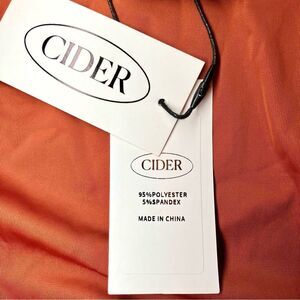 CIDER
CIDER
95%POLYESTER
5%SPANDEX
MADE IN CHINA